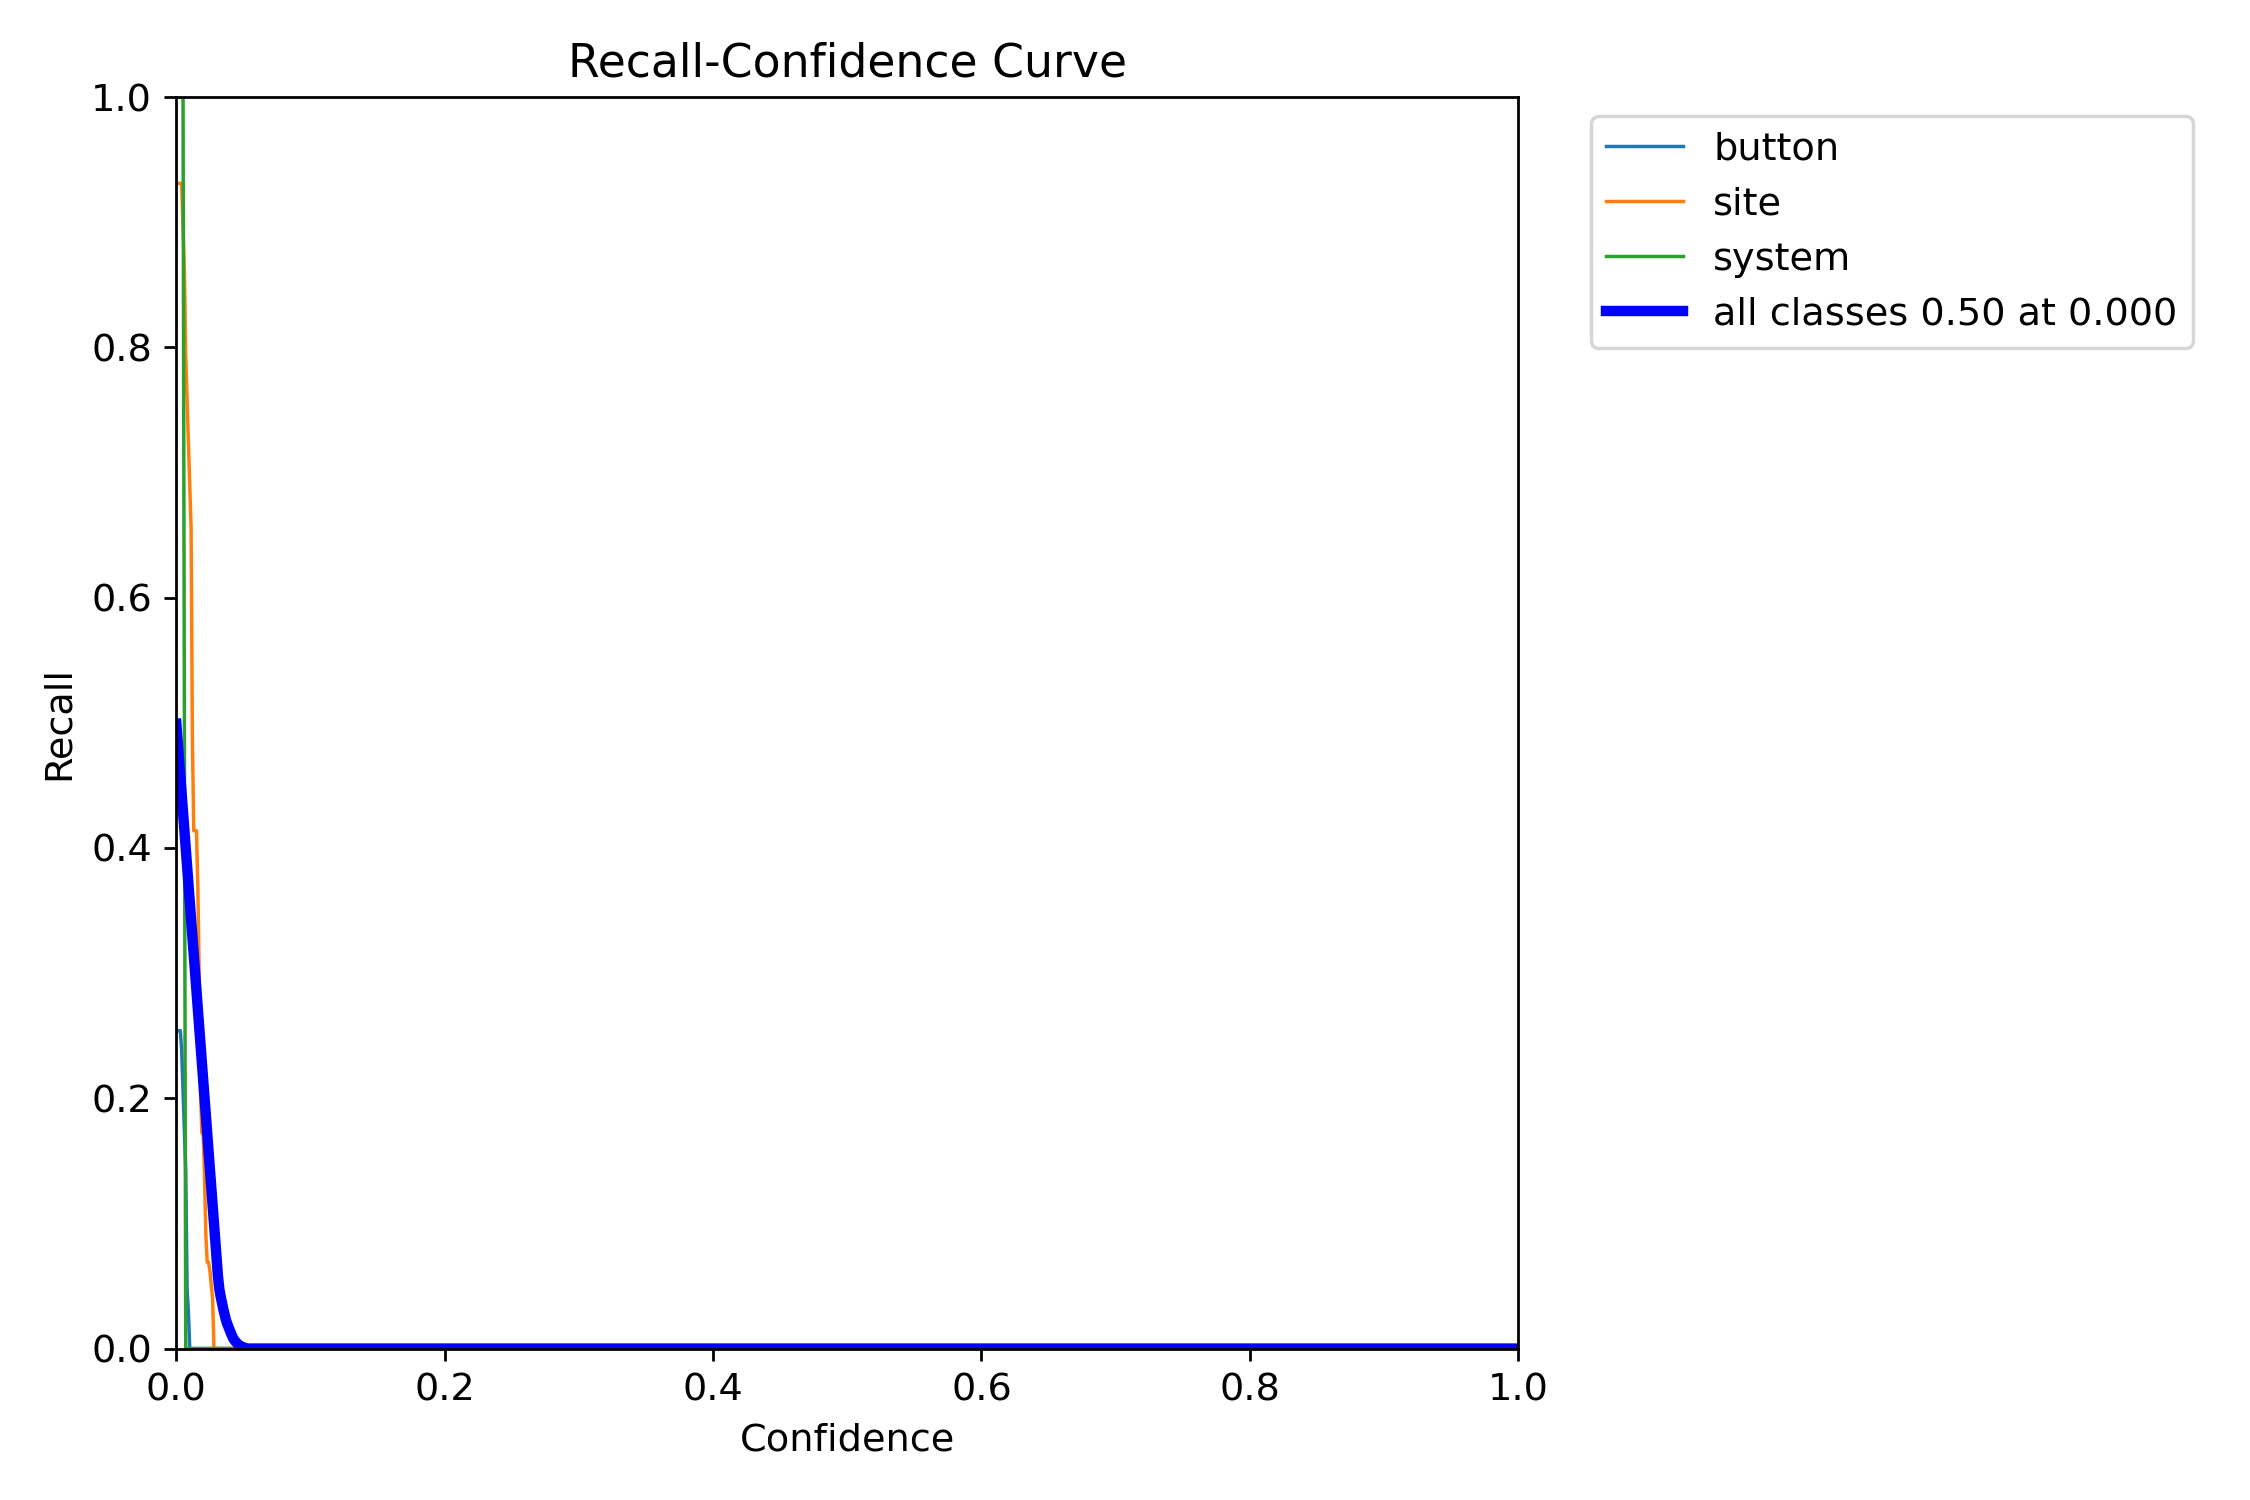 Recall-Confidence Curve
1.0
0.8
0.6
0.4
0.2
0.0
Recall
0.0 0.2 0.4 0.6 0.8 1.0
Confidence
button
site
system
all classes 0.50 at 0.000